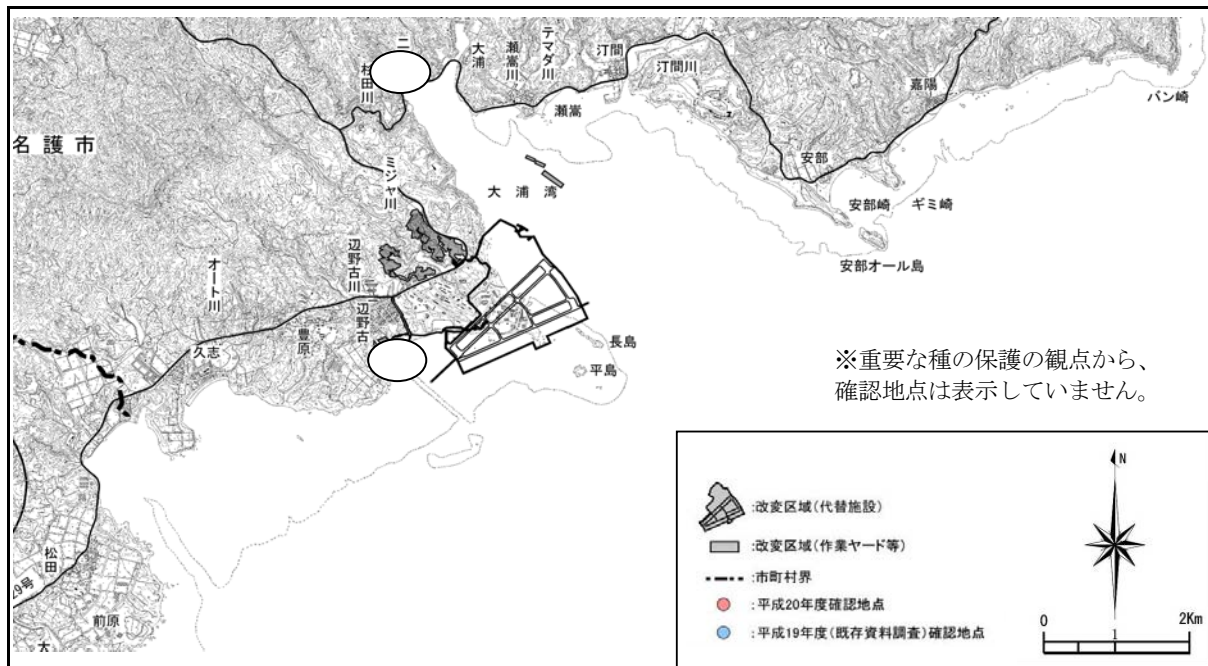 二
村田川
大浦
瀬嵩川
テマダ川
汀間
汀間川
瀬嵩
嘉陽
バン崎
名護市
ミジャ川
大浦湾
安部
安部崎
ギミ崎
安部オール島
辺野古川
辺野古
オート川
久志
豊原
長島
平島
※重要な種の保護の観点から、
確認地点は表示していません。
松田
29号
前原
大
:改変区域(代替施設)
:改変区域(作業ヤード等)
:市町村界
:平成20年度確認地点
:平成19年度(既存資料調査)確認地点
N
0 1 2Km